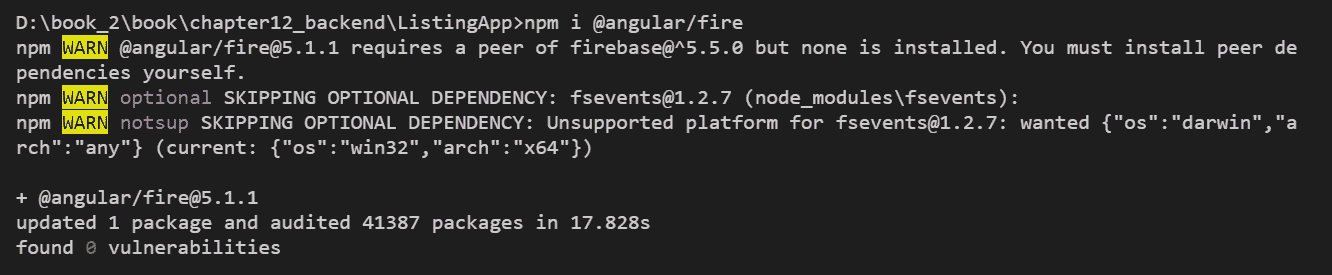 D:\book_2\book\chapter12_backend\ListingApp>npm i @angular/fire
npm WARN @angular/fire@5.1.1 requires a peer of firebase@^5.5.0 but none is installed. You must install peer de
pendencies yourself.
npm WARN optional SKIPPING OPTIONAL DEPENDENCY: fsevents@1.2.7 (node_modules\fsevents):
npm WARN notsup SKIPPING OPTIONAL DEPENDENCY: Unsupported platform for fsevents@1.2.7: wanted {"os":"darwin","a
rch":"any"} (current: {"os":"win32","arch":"x64"})
+ @angular/fire@5.1.1
updated 1 package and audited 41387 packages in 17.828s
found 0 vulnerabilities